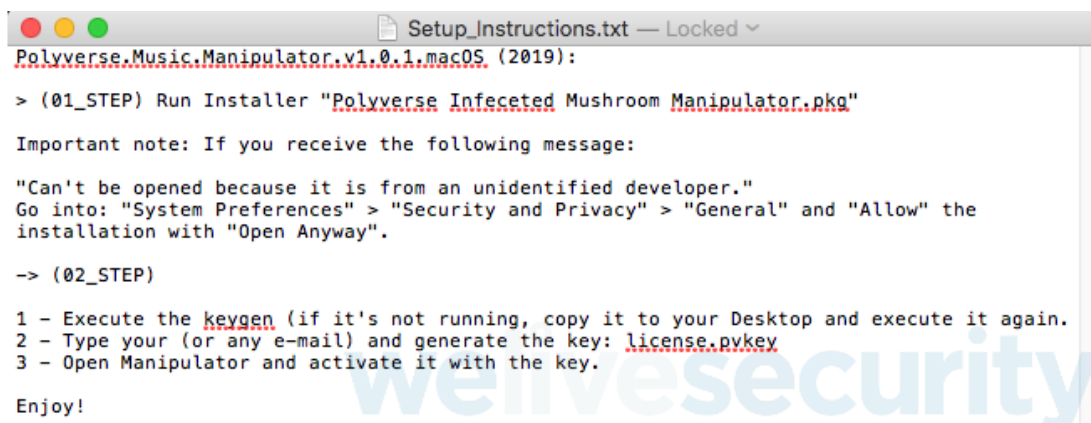 Setup_Instructions.txt — Locked
Polyverse.Music.Manipulator.v1.0.1.macOS (2019):
> (01_STEP) Run Installer "Polyverse Infeceted Mushroom Manipulator.pkg"
Important note: If you receive the following message:
"Can't be opened because it is from an unidentified developer."
Go into: "System Preferences" > "Security and Privacy" > "General" and "Allow" the
installation with "Open Anyway".
-> (02_STEP)
1 – Execute the keygen (if it's not running, copy it to your Desktop and execute it again.
2 – Type your (or any e-mail) and generate the key: license.pvkey
3 – Open Manipulator and activate it with the key.
Enjoy!
welivesecurity